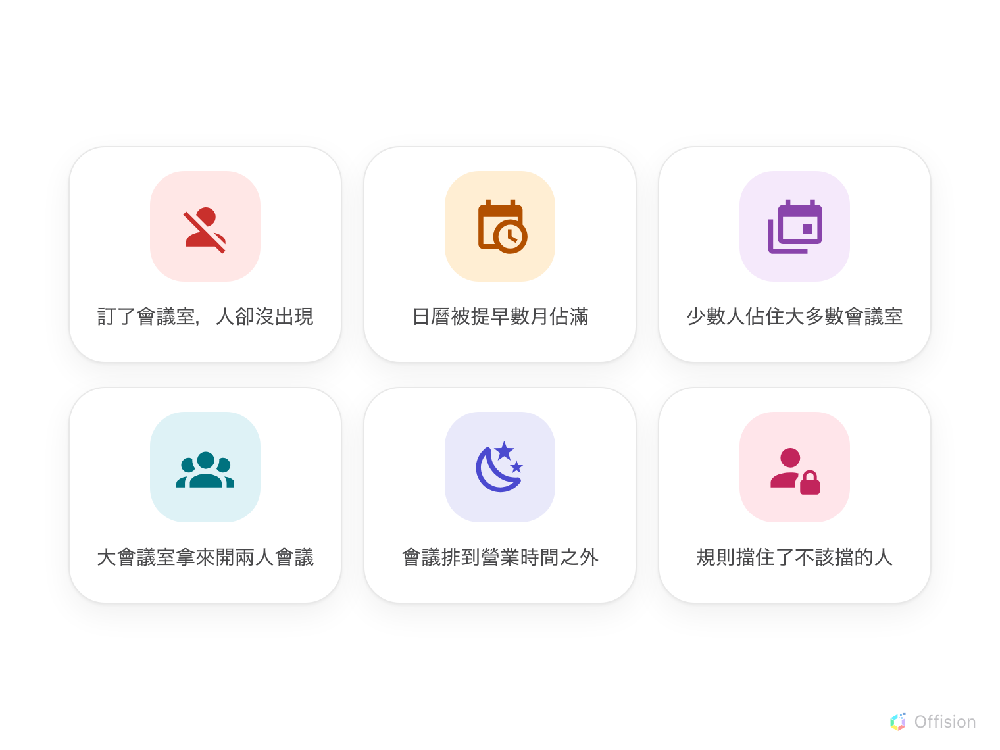 訂了會議室，人卻沒出現
日曆被提早數月佔滿
少數人佔住大多數會議室
大會議室拿來開兩人會議
會議排到營業時間之外
規則擋住了不該擋的人
Offision